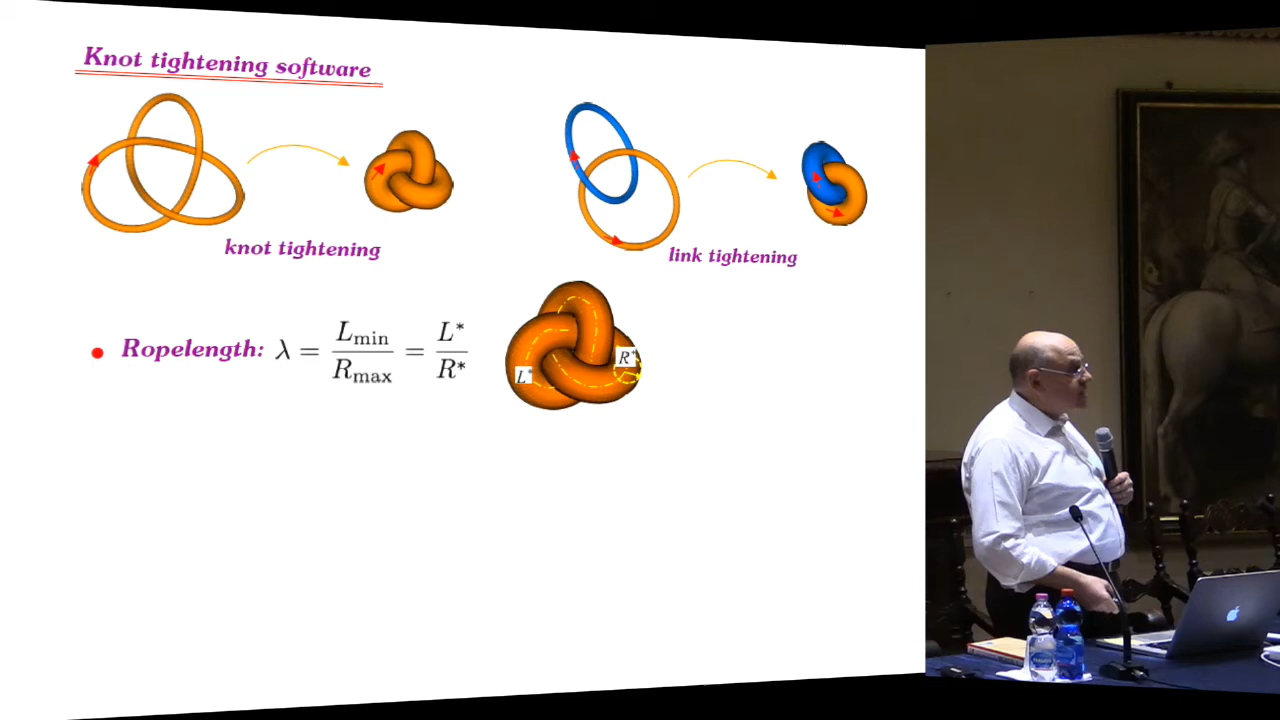 Knot tightening software
knot tightening
link tightening
• Ropelength: λ = L_min / R_max = L* / R*
L*
R*